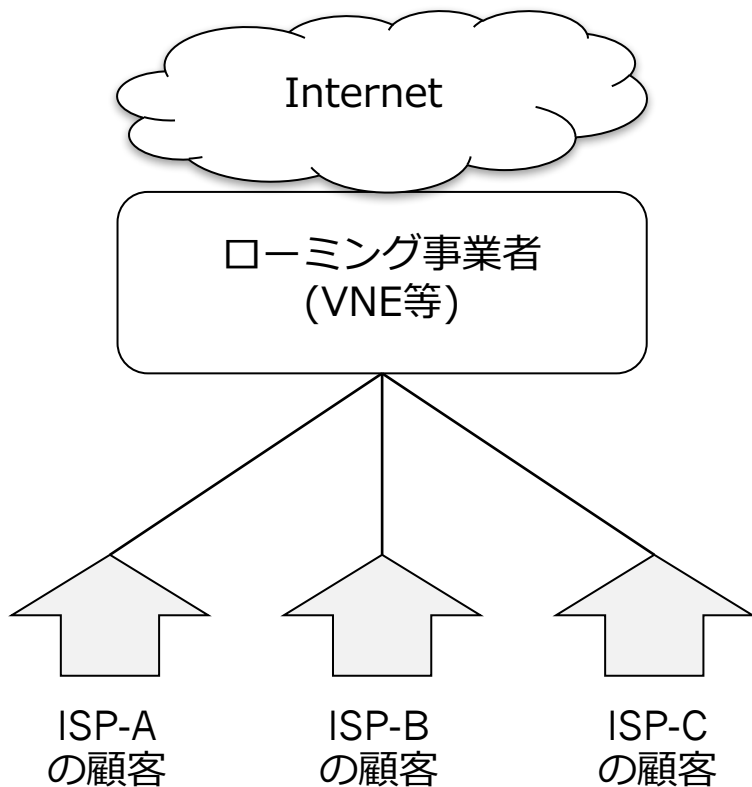 Internet
ローミング事業者
(VNE等)
ISP-A
の顧客
ISP-B
の顧客
ISP-C
の顧客